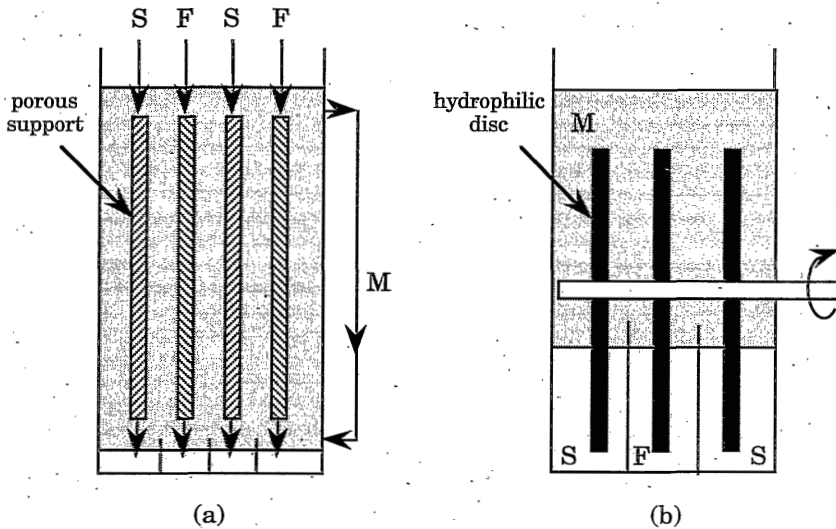 S F S F
porous
support
M
(a)
hydrophilic
disc
M
S F S
(b)